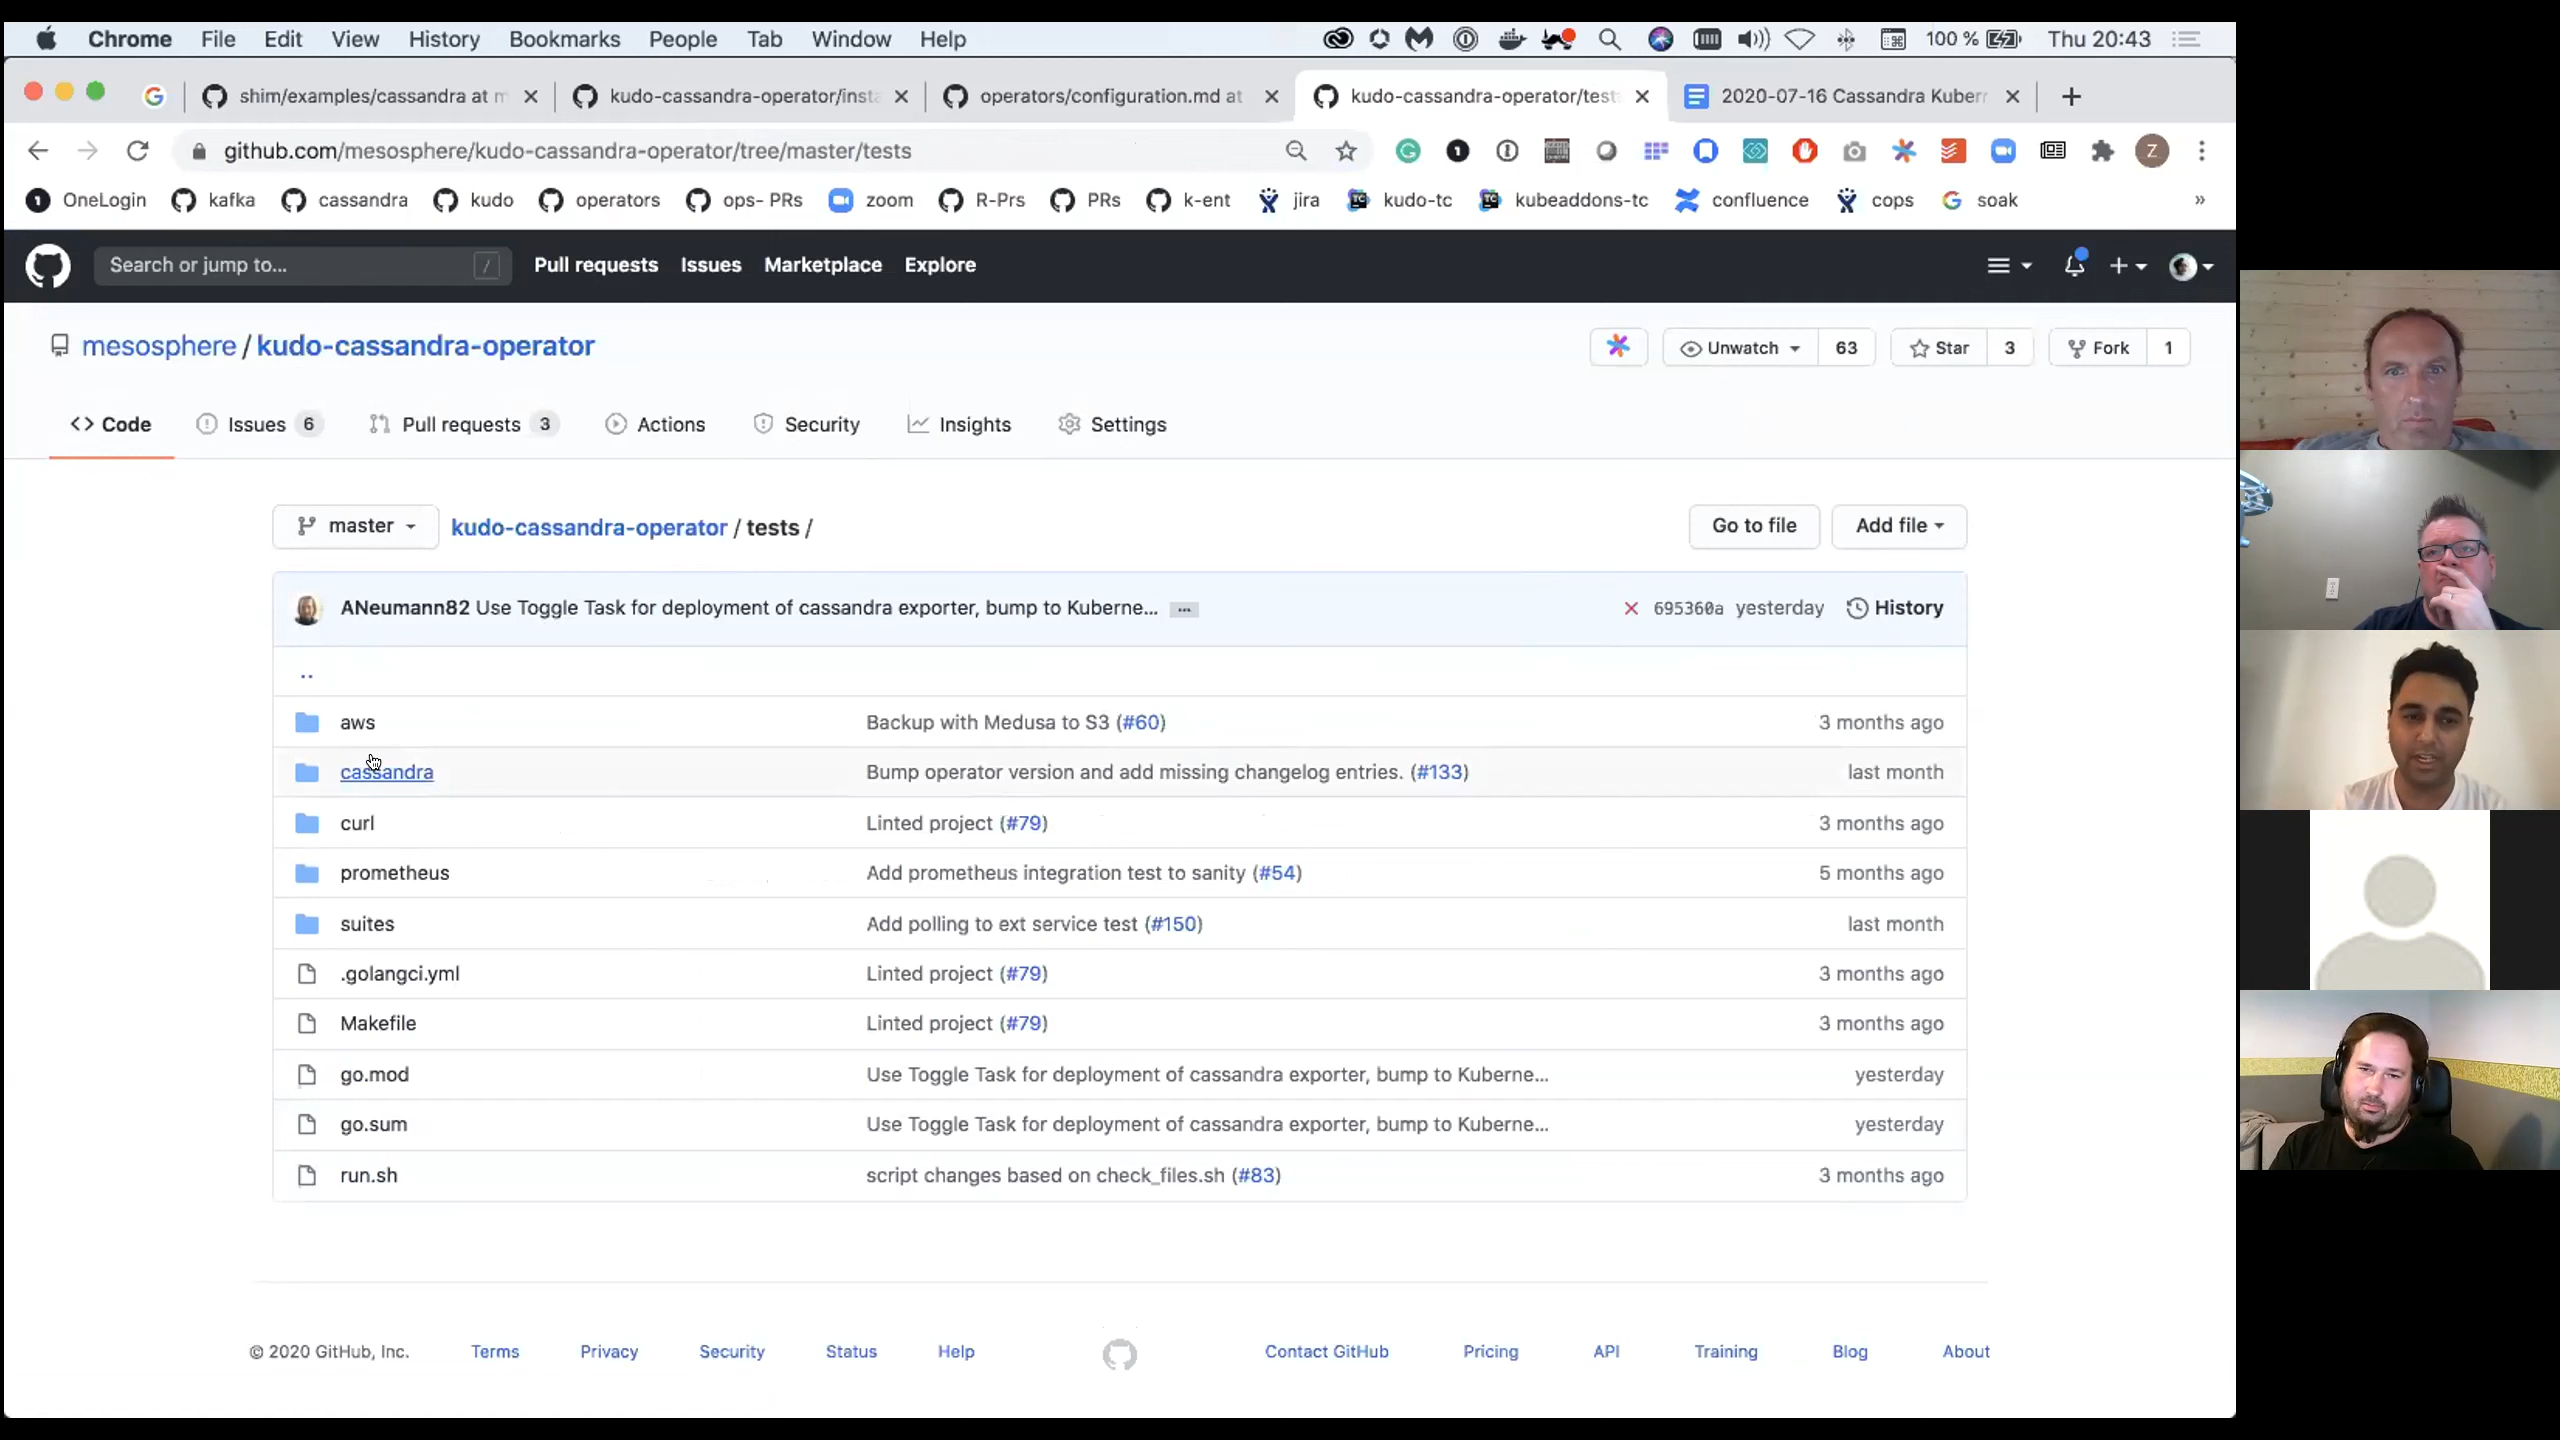 Chrome File Edit View History Bookmarks People Tab Window Help 100 % Thu 20:43
shim/examples/cassandra at m kudo-cassandra-operator/insta operators/configuration.md at kudo-cassandra-operator/tests 2020-07-16 Cassandra Kubern
github.com/mesosphere/kudo-cassandra-operator/tree/master/tests Z
OneLogin kafka cassandra kudo operators ops- PRs zoom R-Prs PRs k-ent jira kudo-tc kubeaddons-tc confluence cops soak »
Search or jump to... / Pull requests Issues Marketplace Explore
mesosphere / kudo-cassandra-operator Unwatch 63 Star 3 Fork 1
<> Code Issues 6 Pull requests 3 Actions Security Insights Settings
master kudo-cassandra-operator / tests / Go to file Add file
ANeumann82 Use Toggle Task for deployment of cassandra exporter, bump to Kuberne... ... 695360a yesterday History
..
aws Backup with Medusa to S3 (#60) 3 months ago
cassandra Bump operator version and add missing changelog entries. (#133) last month
curl Linted project (#79) 3 months ago
prometheus Add prometheus integration test to sanity (#54) 5 months ago
suites Add polling to ext service test (#150) last month
.golangci.yml Linted project (#79) 3 months ago
Makefile Linted project (#79) 3 months ago
go.mod Use Toggle Task for deployment of cassandra exporter, bump to Kuberne... yesterday
go.sum Use Toggle Task for deployment of cassandra exporter, bump to Kuberne... yesterday
run.sh script changes based on check_files.sh (#83) 3 months ago
© 2020 GitHub, Inc. Terms Privacy Security Status Help Contact GitHub Pricing API Training Blog About